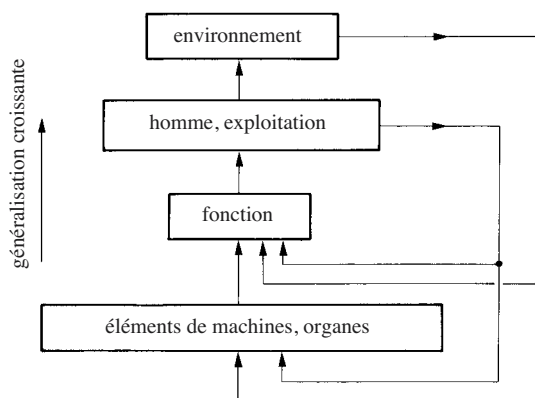 environnement
homme, exploitation
fonction
éléments de machines, organes
généralisation croissante